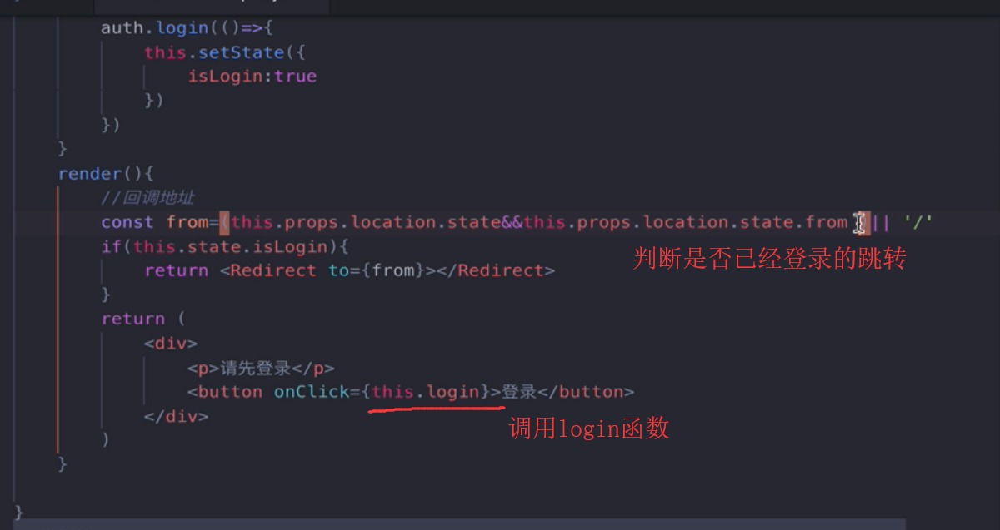 auth.login(()=>{
this.setState({
isLogin:true
})
})
}
render(){
//回调地址
const from=(this.props.location.state&&this.props.location.state.from )|| '/'
if(this.state.isLogin){
判断是否已经登录的跳转
return <Redirect to={from}></Redirect>
}
return (
<div>
<p>请先登录</p>
<button onClick={this.login}>登录</button>
</div>
调用login函数
)
}
}